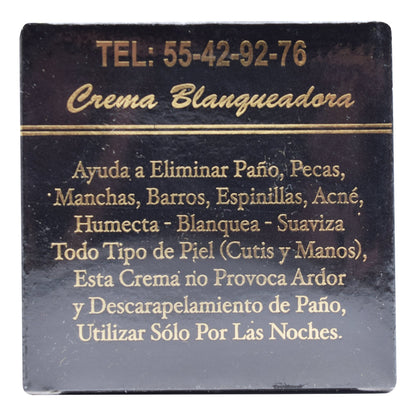 TEL: 55-42-92-76
Crema Blanqueadora
Ayuda a Eliminar Paño, Pecas,
Manchas, Barros, Espinillas, Acné,
Humecta - Blanquea - Suaviza
Todo Tipo de Piel (Cutis y Manos),
Esta Crema no Provoca Ardor
y Descarapelamiento de Paño,
Utilizar Sólo Por Las Noches.